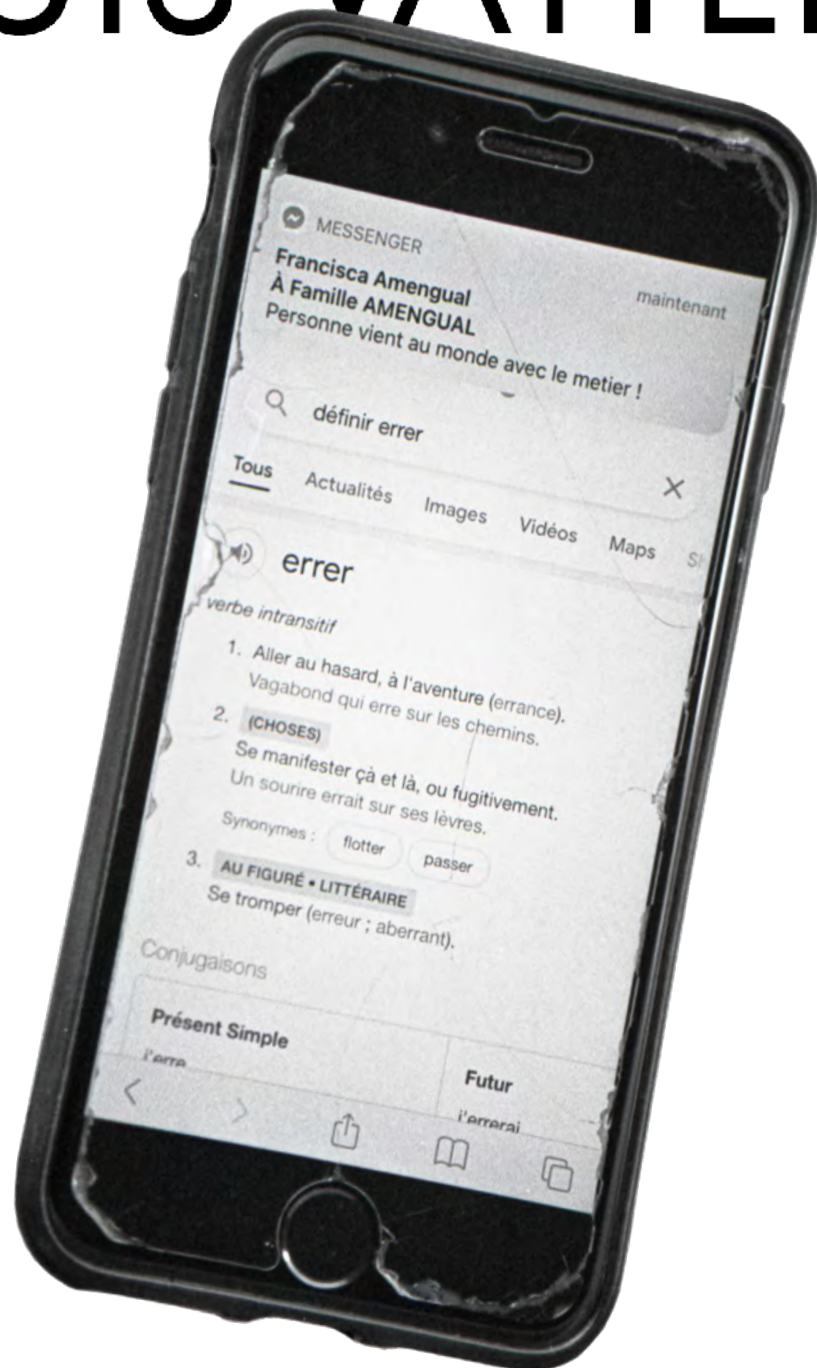 MESSENGER
maintenant
Francisca Amengual
À Famille AMENGUAL
Personne vient au monde avec le metier !
définir errer
Tous Actualités Images Vidéos Maps
errer
verbe intransitif
1. Aller au hasard, à l'aventure (errance).
Vagabond qui erre sur les chemins.
2. (CHOSES)
Se manifester çà et là, ou fugitivement.
Un sourire errait sur ses lèvres.
Synonymes : flotter passer
3. AU FIGURÉ • LITTÉRAIRE
Se tromper (erreur ; aberrant).
Conjugaisons
Présent Simple
j'erre
Futur
j'errerai